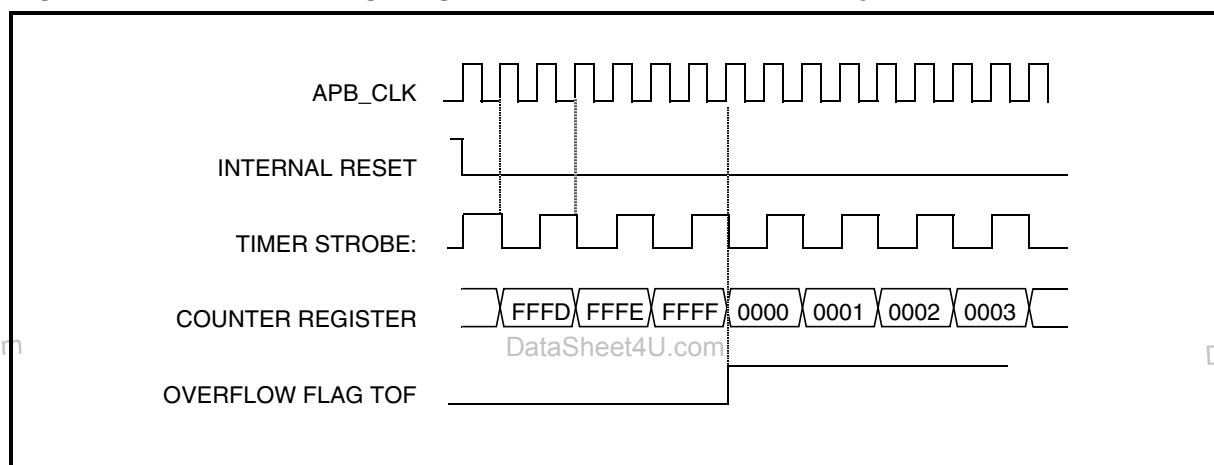 APB_CLK
INTERNAL RESET
TIMER STROBE:
COUNTER REGISTER FFFD FFFE FFFF 0000 0001 0002 0003
DataSheet4U.com
OVERFLOW FLAG TOF